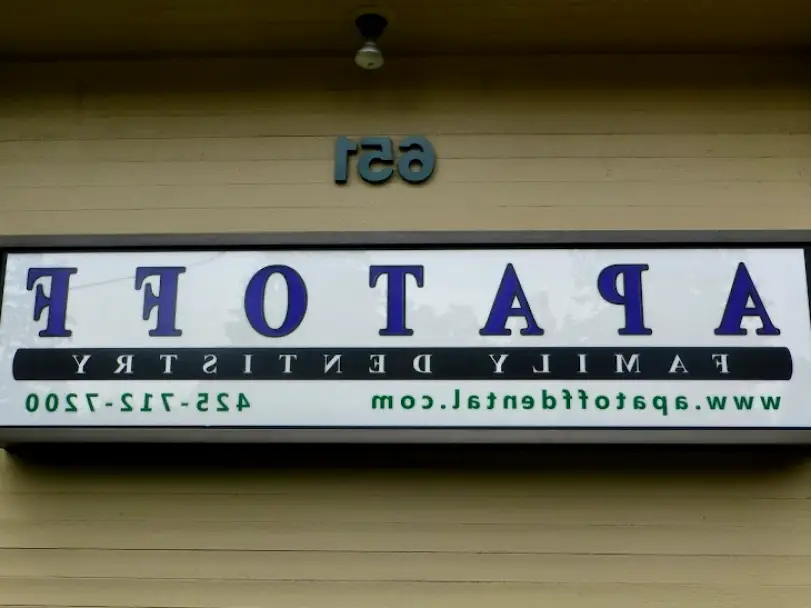 651
APATOFF
FAMILY DENTISTRY
www.apatoffdental.com 425-712-7200